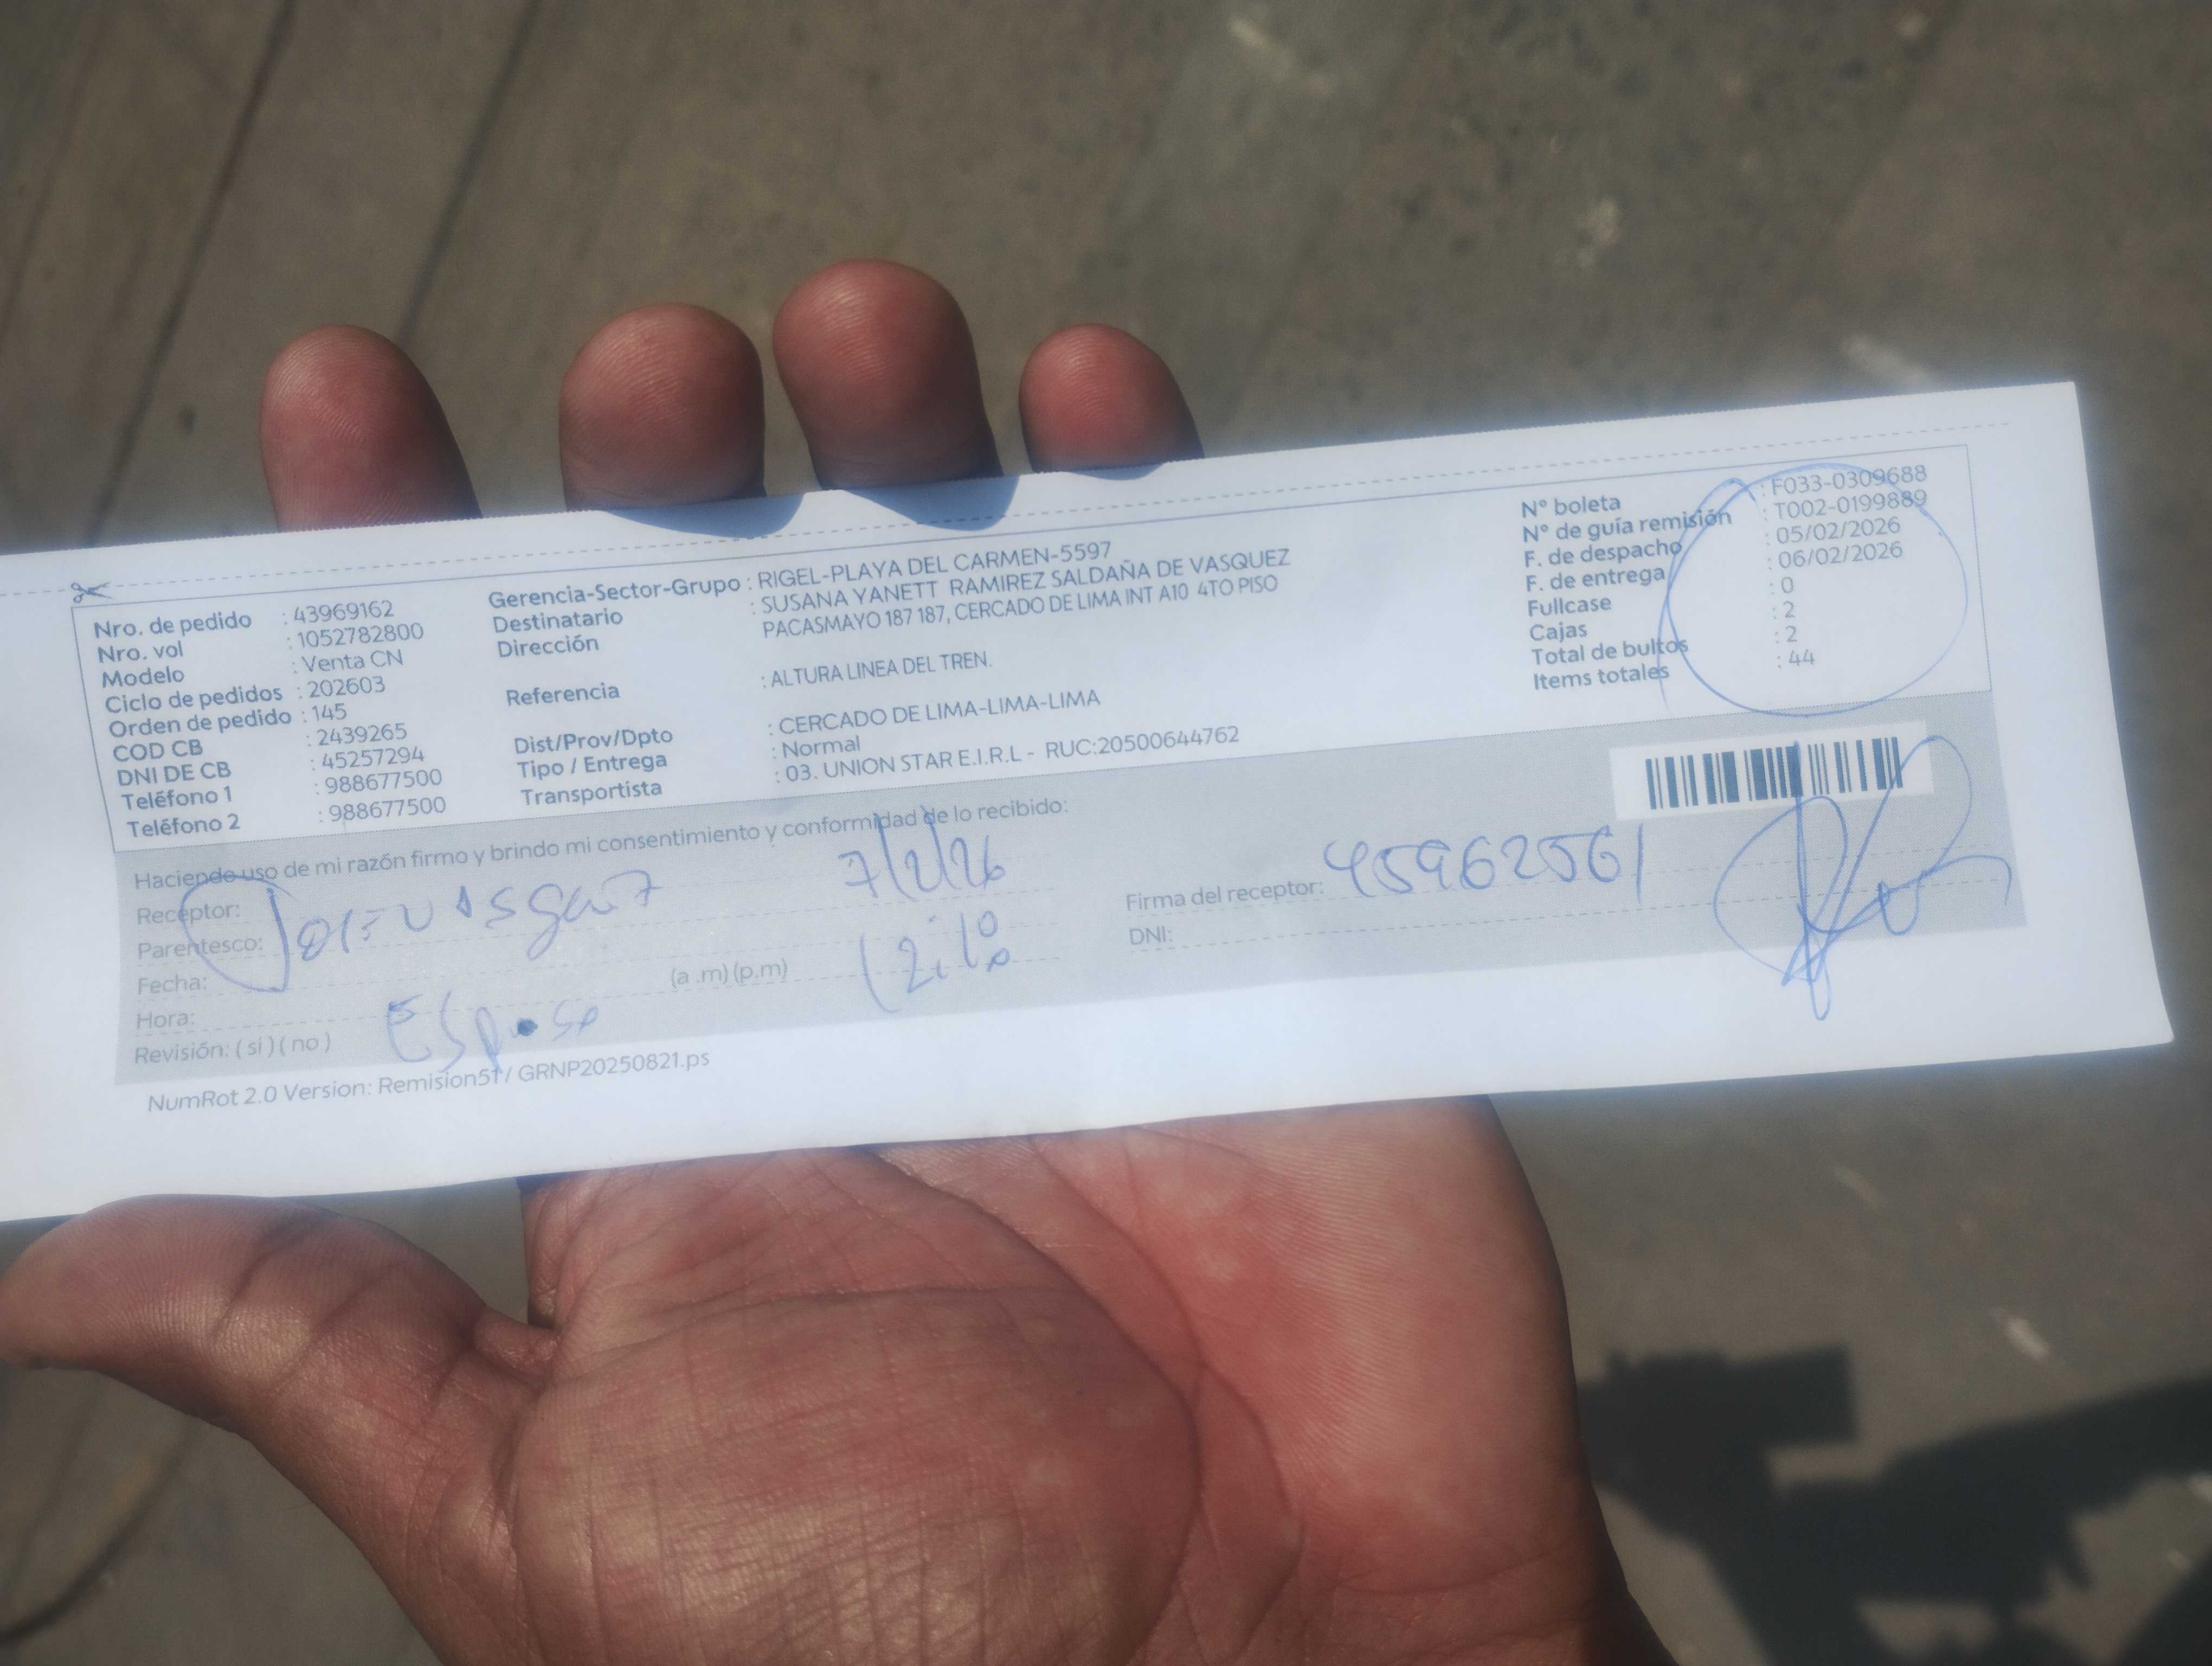 Nro. de pedido : 43969162
Nro. vol : 1052782800
Modelo : Venta CN
Ciclo de pedidos : 202603
Orden de pedido : 145
COD CB : 2439265
DNI DE CB : 45257294
Teléfono 1 : 988677500
Teléfono 2 : 988677500
Gerencia-Sector-Grupo : RIGEL-PLAYA DEL CARMEN-5597
Destinatario : SUSANA YANETT RAMIREZ SALDAÑA DE VASQUEZ
Dirección PACASMAYO 187 187, CERCADO DE LIMA INT A10 4TO PISO
Referencia : ALTURA LINEA DEL TREN.
Dist/Prov/Dpto : CERCADO DE LIMA-LIMA-LIMA
Tipo / Entrega : Normal
Transportista : 03. UNION STAR E.I.R.L - RUC:20500644762
N° boleta : F033-0309688
N° de guía remisión : T002-0199889
F. de despacho : 05/02/2026
F. de entrega : 06/02/2026
Fullcase : 0
Cajas : 2
Total de bultos : 2
Items totales : 44
Haciendo uso de mi razón firmo y brindo mi consentimiento y conformidad de lo recibido:
Receptor:
Parentesco:
Fecha: 7/2/26
Hora: (a .m) (p.m)
Revisión: ( si ) ( no ) Esposo
Firma del receptor: 45962561
DNI:
NumRot 2.0 Version: Remision51 / GRNP20250821.ps